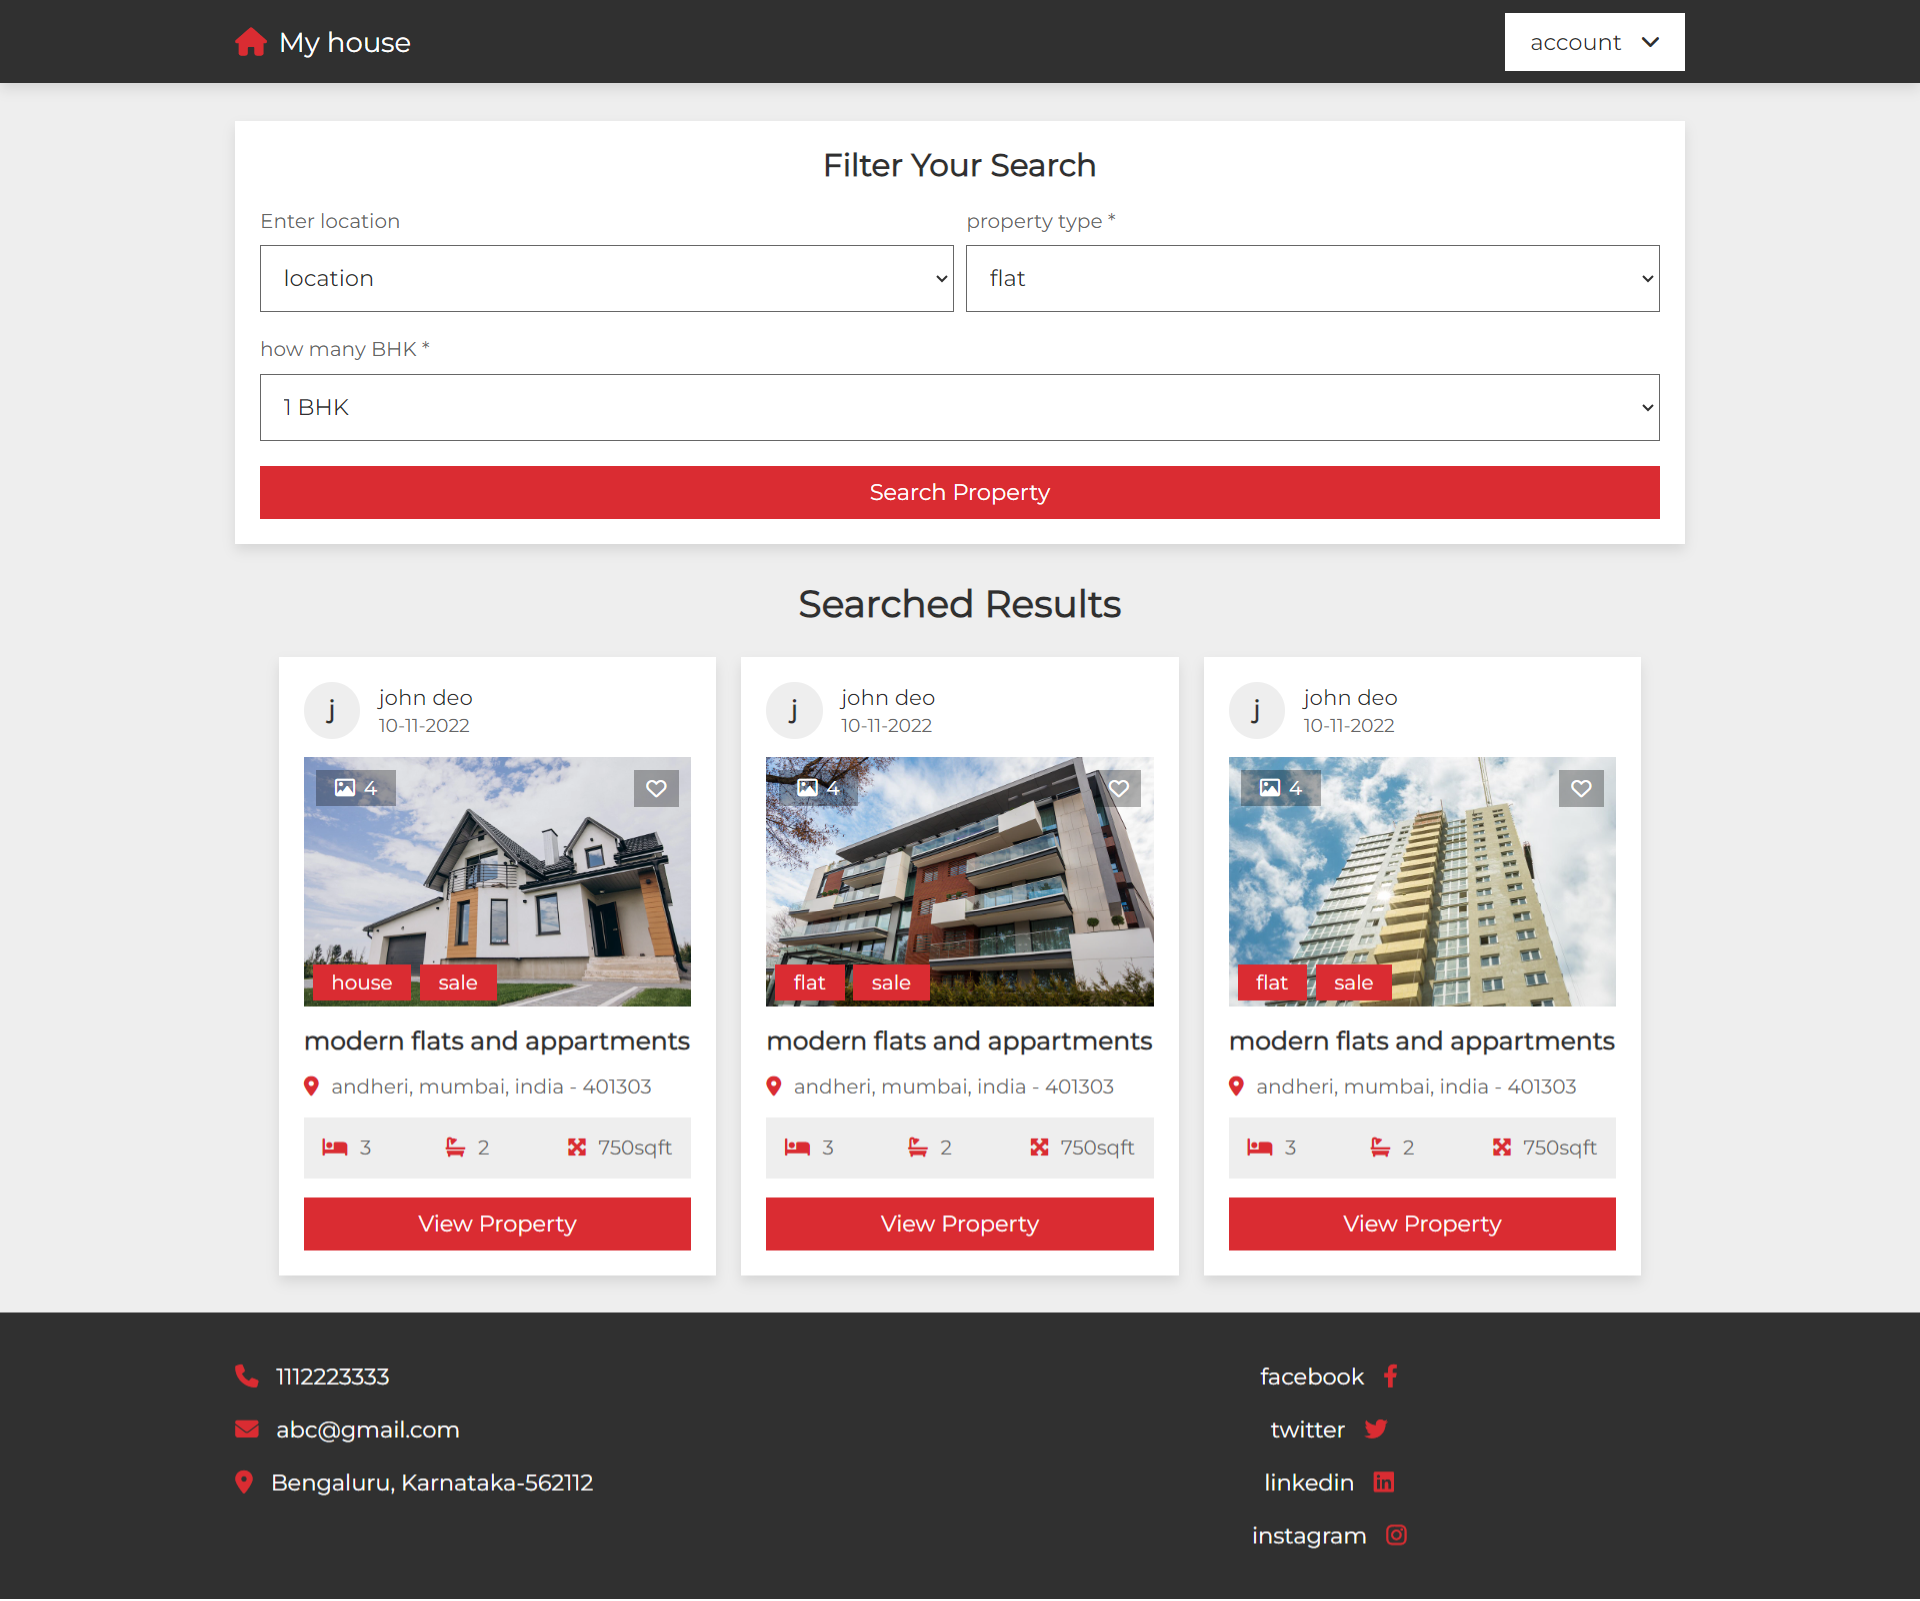 My house
account
Filter Your Search
Enter location
property type *
location
flat
how many BHK *
1 BHK
Search Property
Searched Results
j
john deo
10-11-2022
4
house
sale
modern flats and appartments
andheri, mumbai, india - 401303
3
2
750sqft
View Property
j
john deo
10-11-2022
4
flat
sale
modern flats and appartments
andheri, mumbai, india - 401303
3
2
750sqft
View Property
j
john deo
10-11-2022
4
flat
sale
modern flats and appartments
andheri, mumbai, india - 401303
3
2
750sqft
View Property
1112223333
abc@gmail.com
Bengaluru, Karnataka-562112
facebook
twitter
linkedin
instagram